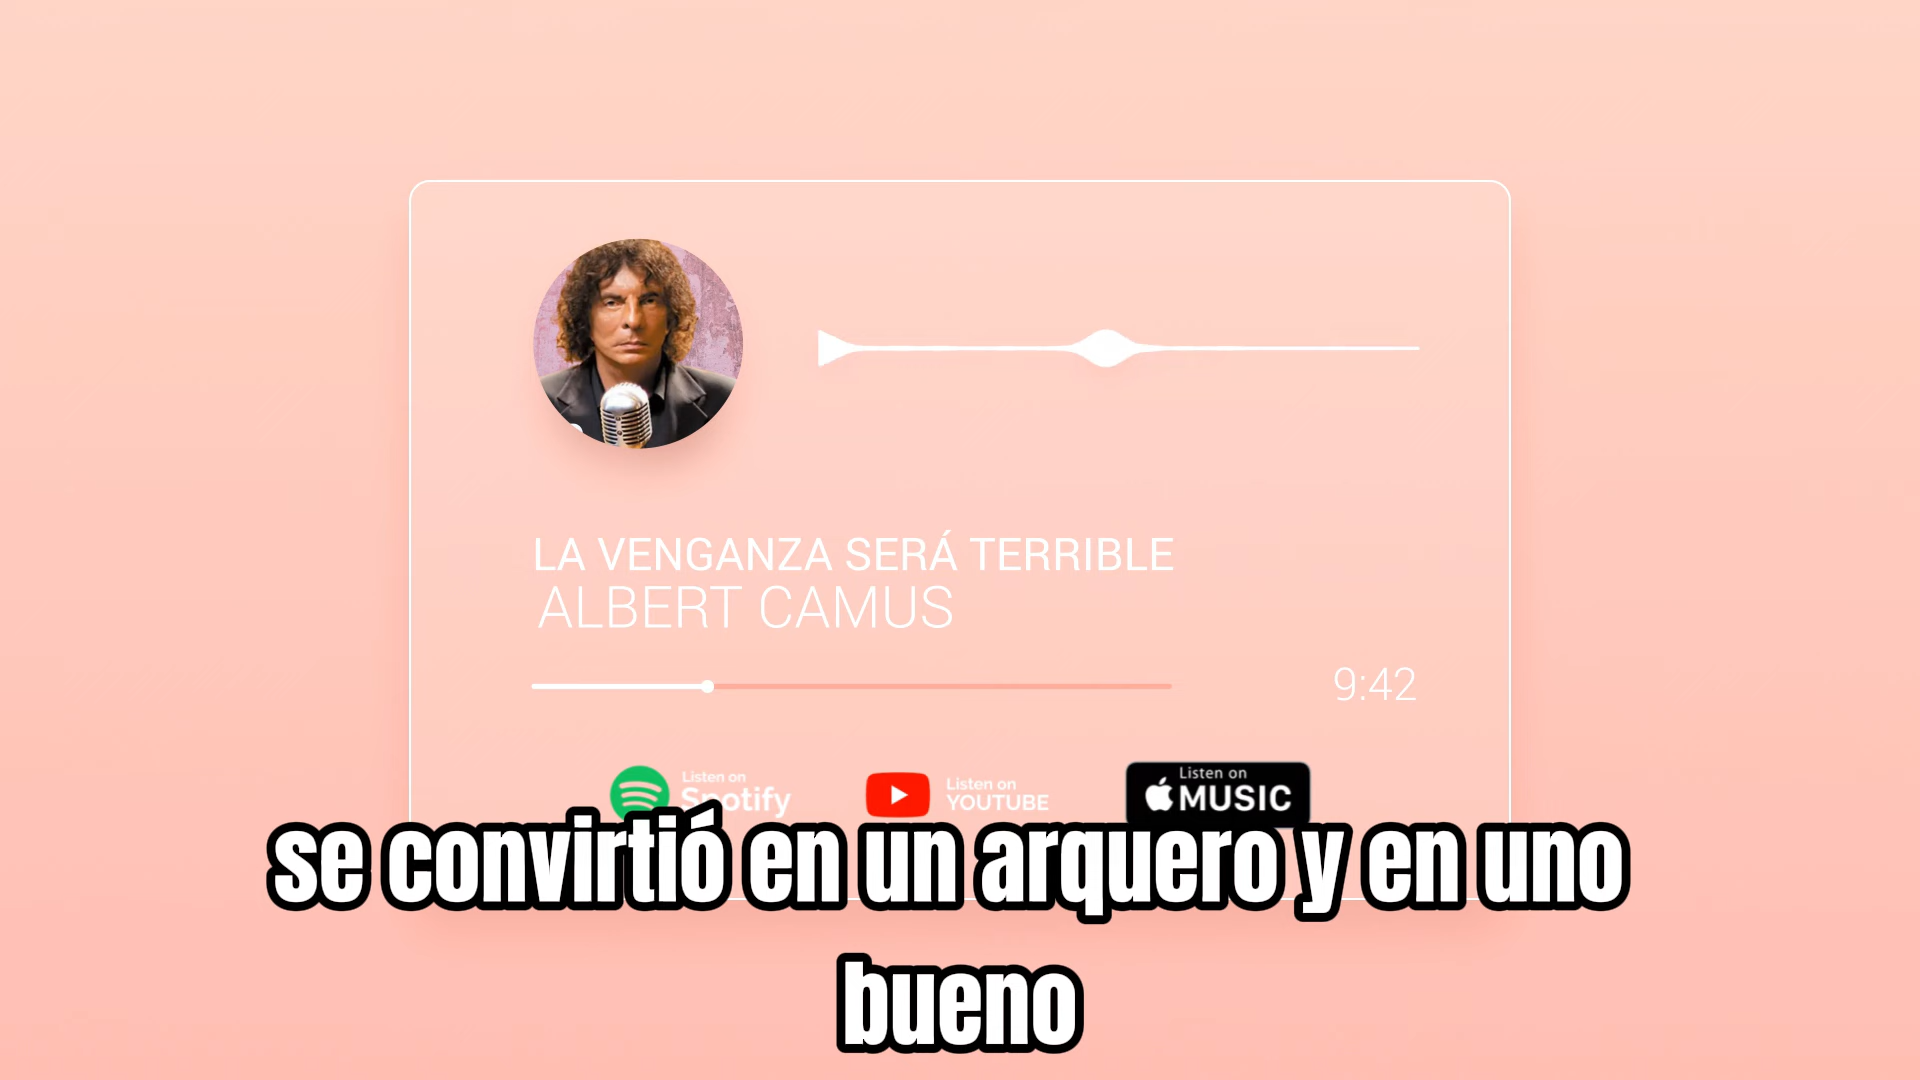 LA VENGANZA SERÁ TERRIBLE
ALBERT CAMUS
9:42
Listen on
Spotify
Listen on
YOUTUBE
Listen on
MUSIC
se convirtió en un arquero y en uno
bueno